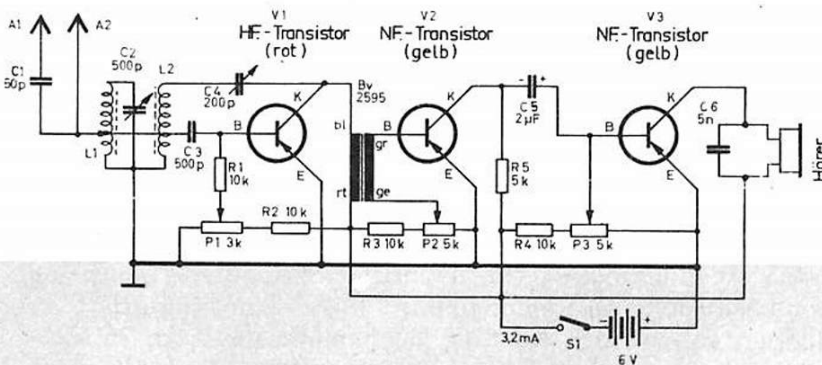 A1
A2
C1
50p
C2
500p
L1
L2
C4
200p
C3
500p
V1
HF.-Transistor
(rot)
K
B
E
R1
10k
P1 3k
R2 10k
Bv
2595
bl
gr
rt
ge
V2
NF.-Transistor
(gelb)
K
B
E
R3 10k
P2 5k
C5
2µF
- +
R5
5k
R4 10k
P3 5k
V3
NF.-Transistor
(gelb)
K
B
E
C6
5n
Hörer
3,2mA
S1
- +
6V